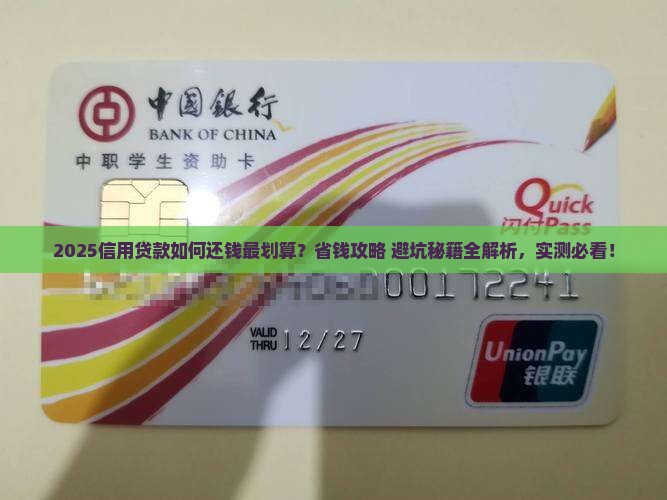 中國銀行
BANK OF CHINA
中职学生资助卡
Quick
闪付Pass
2025信用贷款如何还钱最划算？省钱攻略 避坑秘籍全解析，实测必看！
00172241
VALID
THRU 12/27
UnionPay
银联